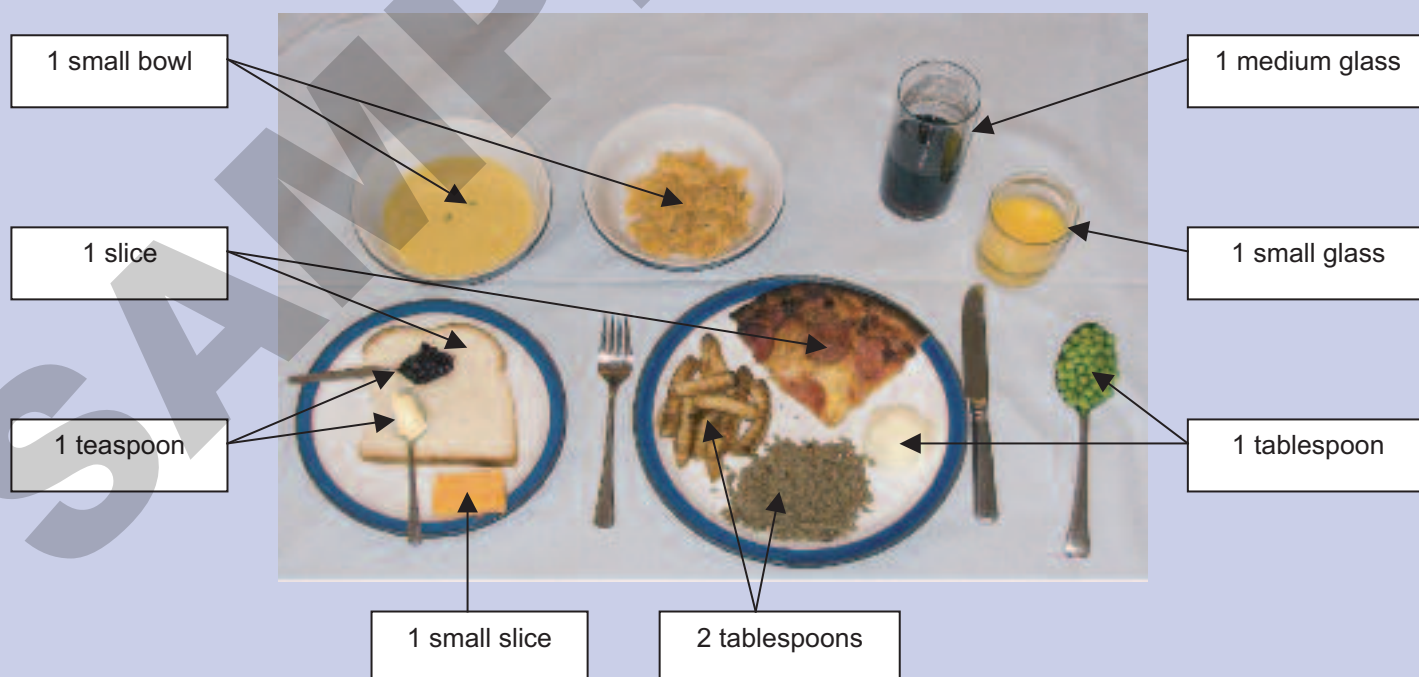 SAMP
1 small bowl
1 medium glass
1 slice
1 small glass
1 teaspoon
1 tablespoon
1 small slice
2 tablespoons